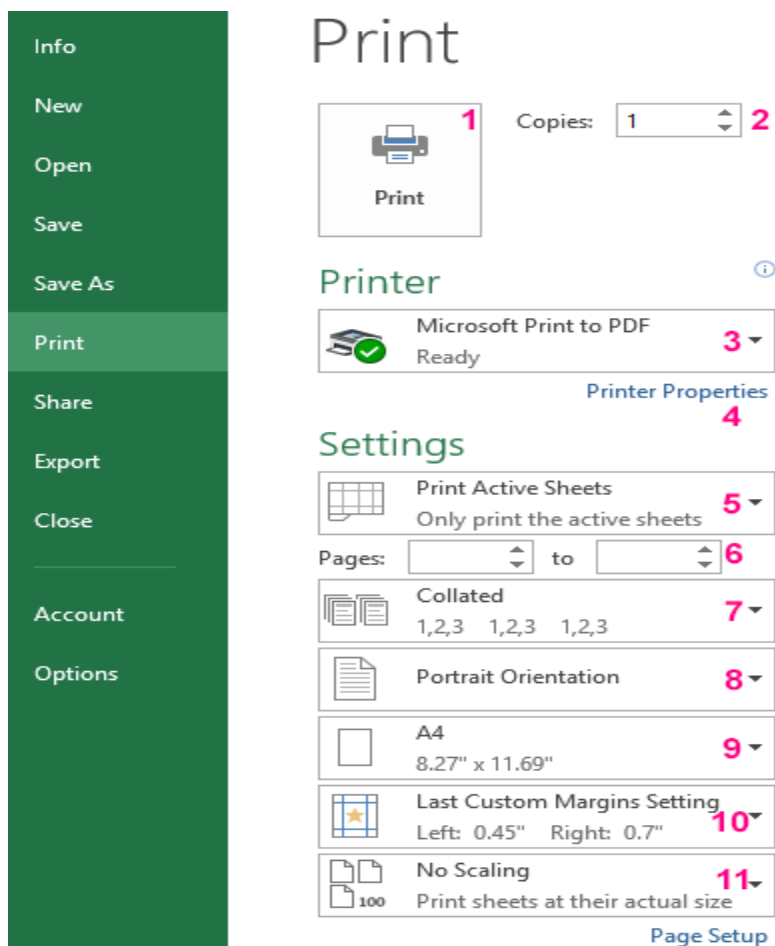 Info
New
Open
Save
Save As
Print
Share
Export
Close
Account
Options
Print
1
Print
Copies: 1 2
Printer
Microsoft Print to PDF
Ready
3
Printer Properties
4
Settings
Print Active Sheets
Only print the active sheets
5
Pages: to 6
Collated
1,2,3 1,2,3 1,2,3
7
Portrait Orientation 8
A4
8.27" x 11.69"
9
Last Custom Margins Setting
Left: 0.45" Right: 0.7"
10
No Scaling
100 Print sheets at their actual size
11
Page Setup